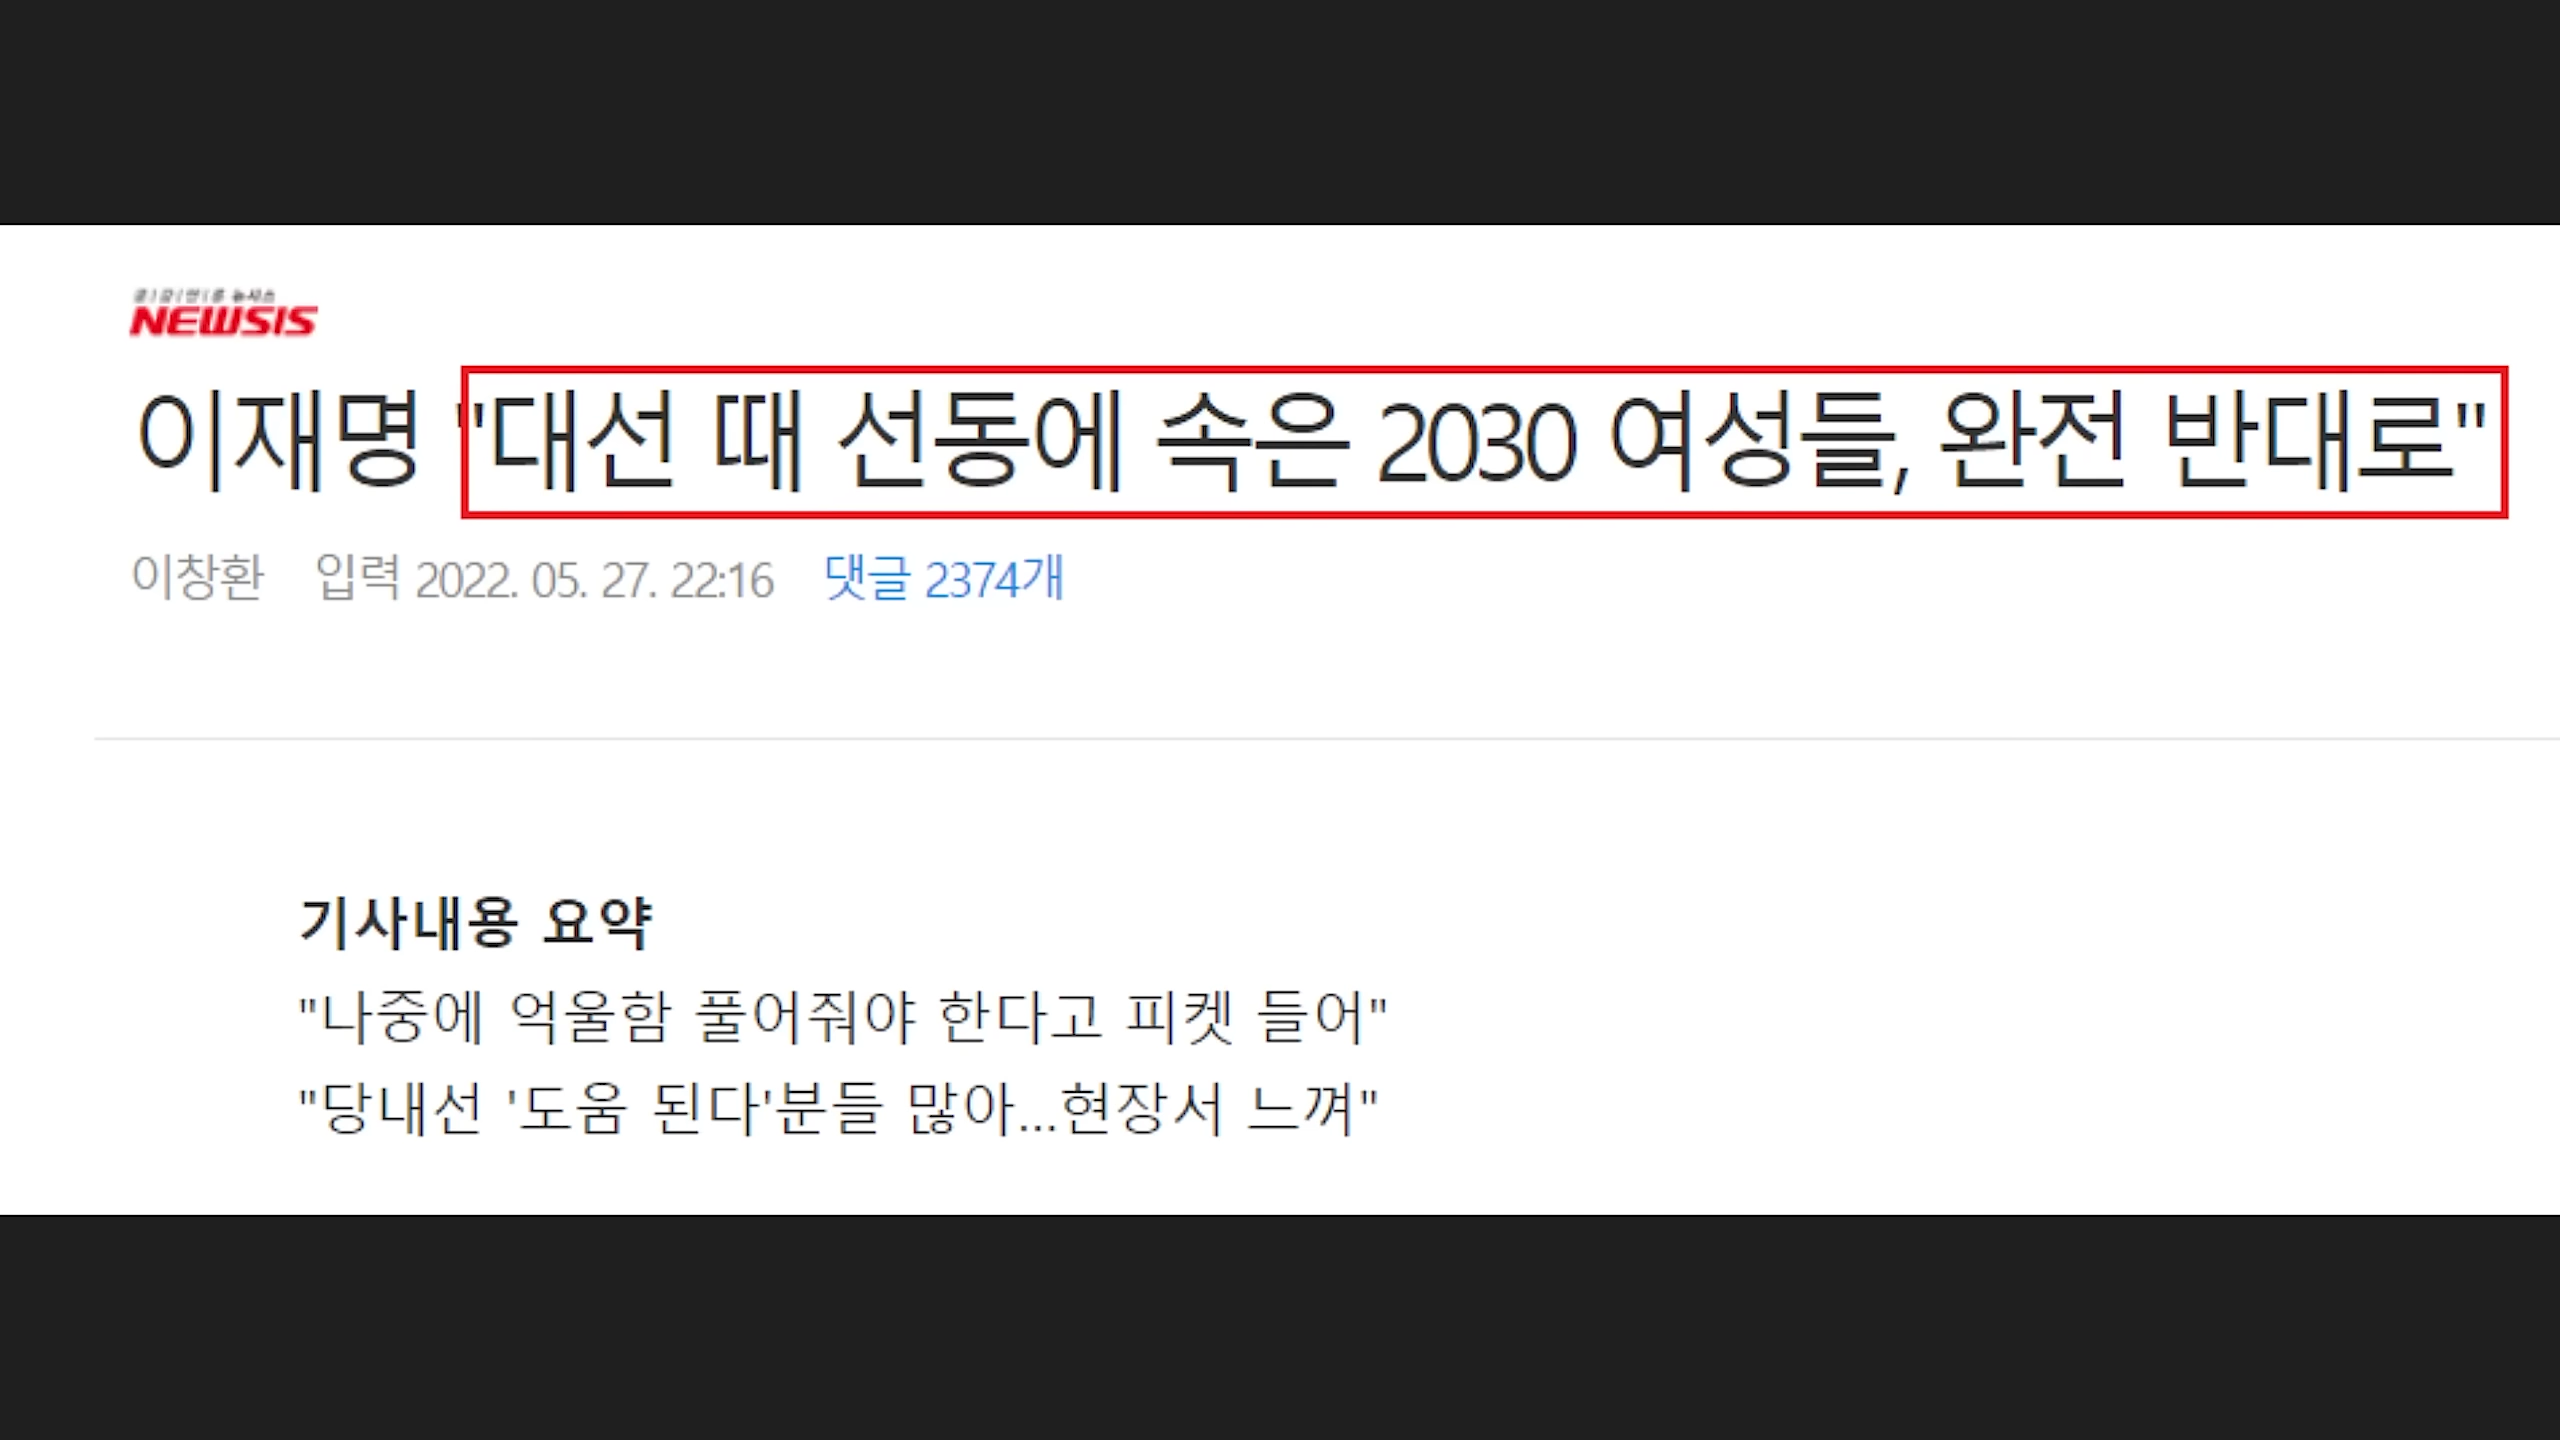 NEWSIS
이재명 "대선 때 선동에 속은 2030 여성들, 완전 반대로"
이창환 입력 2022. 05. 27. 22:16 댓글 2374개
기사내용 요약
"나중에 억울함 풀어줘야 한다고 피켓 들어"
"당내선 '도움 된다'분들 많아...현장서 느껴"